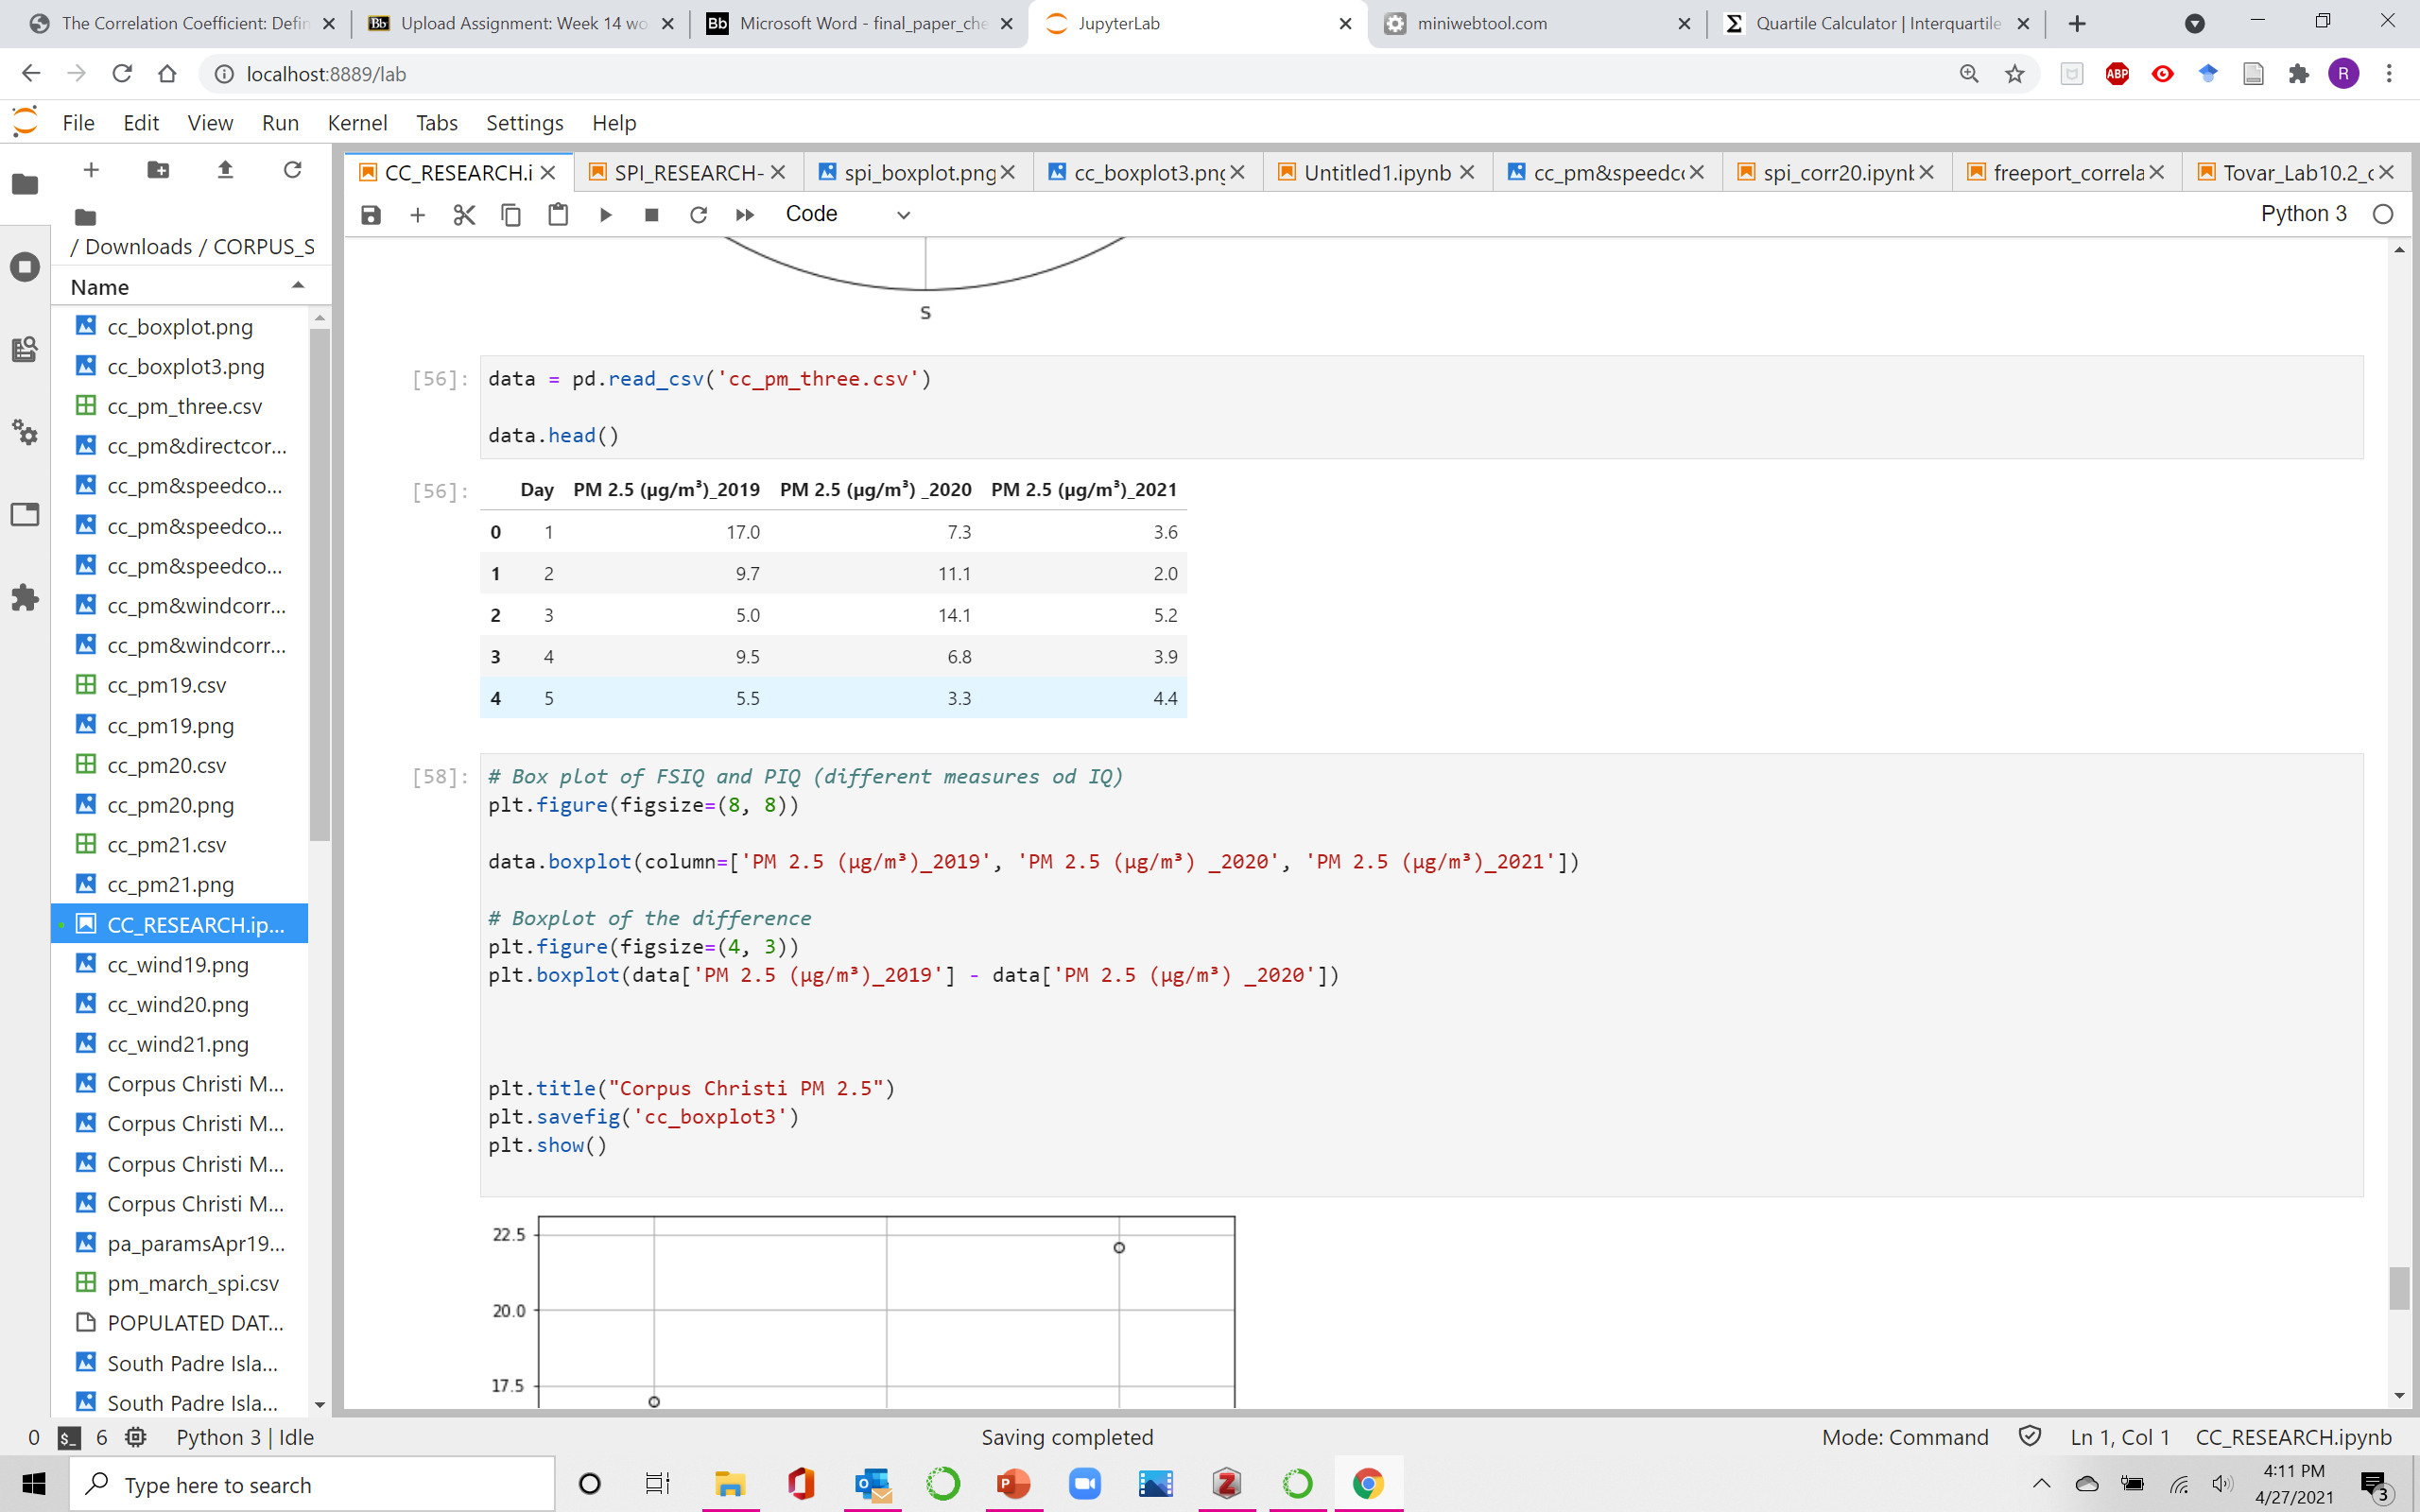 The Correlation Coefficient: Defin
Upload Assignment: Week 14 wo
Microsoft Word - final_paper_che
JupyterLab
miniwebtool.com
Quartile Calculator | Interquartile
localhost:8889/lab
ABP
R
File Edit View Run Kernel Tabs Settings Help
CC_RESEARCH.i
SPI_RESEARCH-
spi_boxplot.png
cc_boxplot3.png
Untitled1.ipynb
cc_pm&speedco
spi_corr20.ipynb
freeport_correla
Tovar_Lab10.2_c
Code
Python 3
/ Downloads / CORPUS_S
Name
cc_boxplot.png
cc_boxplot3.png
cc_pm_three.csv
cc_pm&directcor...
cc_pm&speedco...
cc_pm&speedco...
cc_pm&speedco...
cc_pm&windcorr...
cc_pm&windcorr...
cc_pm19.csv
cc_pm19.png
cc_pm20.csv
cc_pm20.png
cc_pm21.csv
cc_pm21.png
CC_RESEARCH.ip...
cc_wind19.png
cc_wind20.png
cc_wind21.png
Corpus Christi M...
Corpus Christi M...
Corpus Christi M...
Corpus Christi M...
pa_paramsApr19...
pm_march_spi.csv
POPULATED DAT...
South Padre Isla...
South Padre Isla...
S
[56]: data = pd.read_csv('cc_pm_three.csv')
data.head()
[56]: Day PM 2.5 (µg/m³)_2019 PM 2.5 (µg/m³) _2020 PM 2.5 (µg/m³)_2021
0 1 17.0 7.3 3.6
1 2 9.7 11.1 2.0
2 3 5.0 14.1 5.2
3 4 9.5 6.8 3.9
4 5 5.5 3.3 4.4
[58]: # Box plot of FSIQ and PIQ (different measures od IQ)
plt.figure(figsize=(8, 8))
data.boxplot(column=['PM 2.5 (µg/m³)_2019', 'PM 2.5 (µg/m³) _2020', 'PM 2.5 (µg/m³)_2021'])
# Boxplot of the difference
plt.figure(figsize=(4, 3))
plt.boxplot(data['PM 2.5 (µg/m³)_2019'] - data['PM 2.5 (µg/m³) _2020'])
plt.title("Corpus Christi PM 2.5")
plt.savefig('cc_boxplot3')
plt.show()
22.5
20.0
17.5
0 $_ 6 Python 3 | Idle
Saving completed
Mode: Command
Ln 1, Col 1 CC_RESEARCH.ipynb
Type here to search
4:11 PM
4/27/2021
3